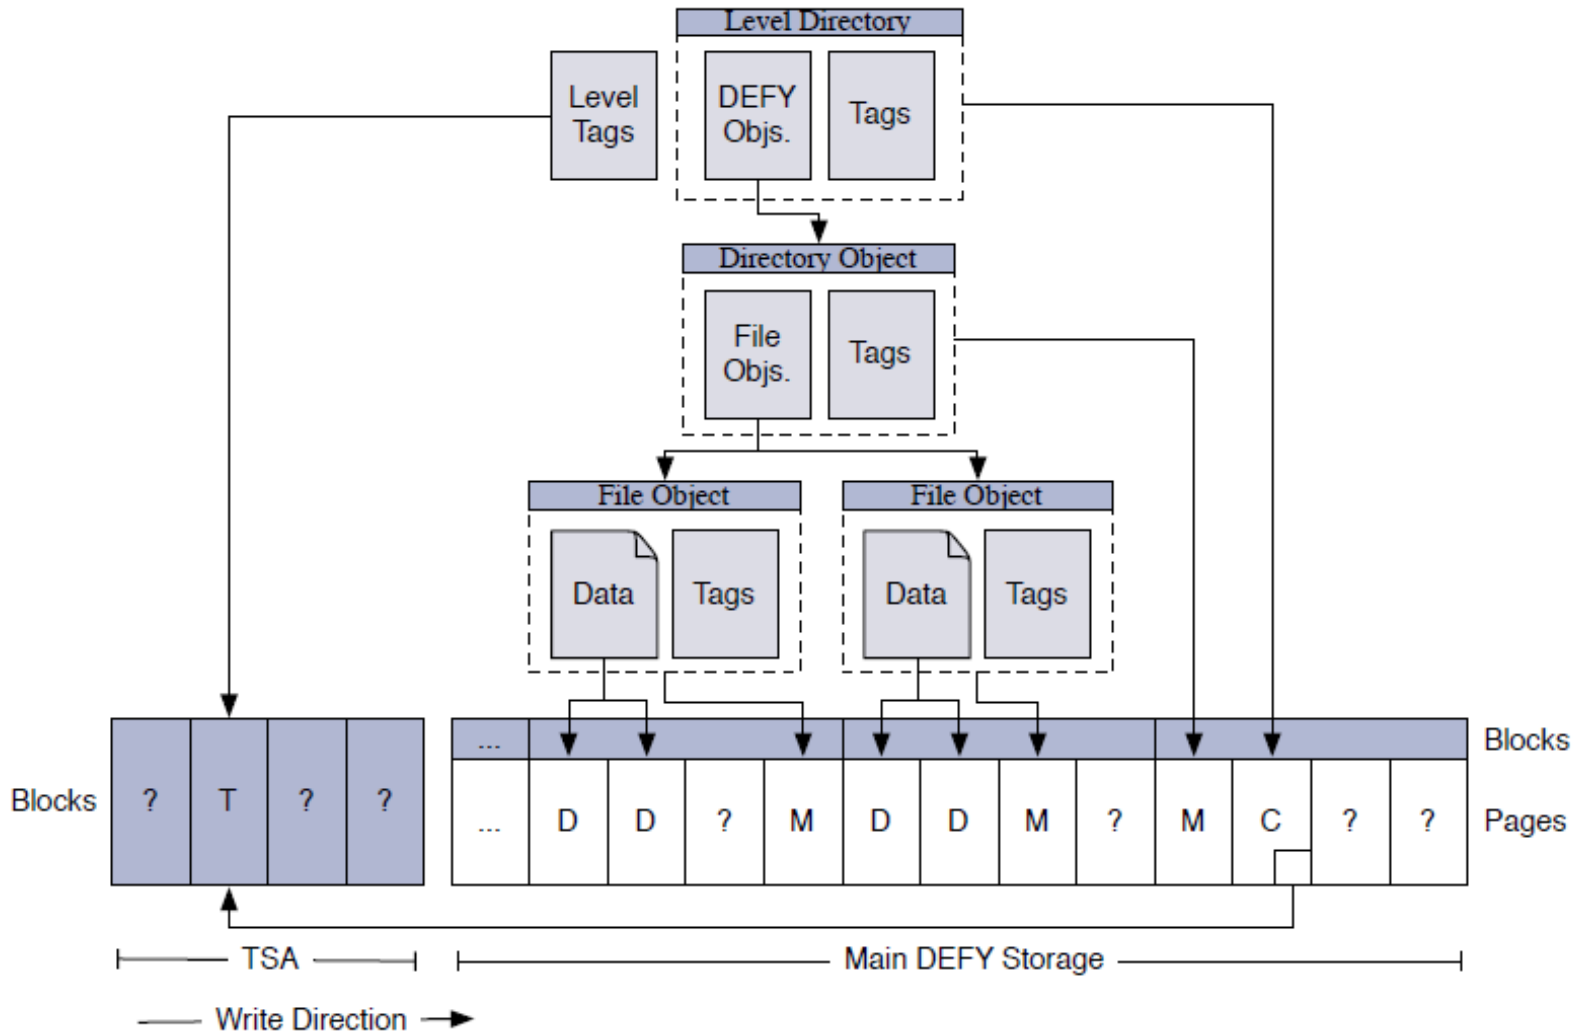 Level Directory
Level
Tags
DEFY
Objs.
Tags
Directory Object
File
Objs.
Tags
File Object
File Object
Data
Tags
Data
Tags
... Blocks
Blocks ? T ? ?
... D D ? M D D M ? M C ? ? Pages
TSA
Main DEFY Storage
Write Direction